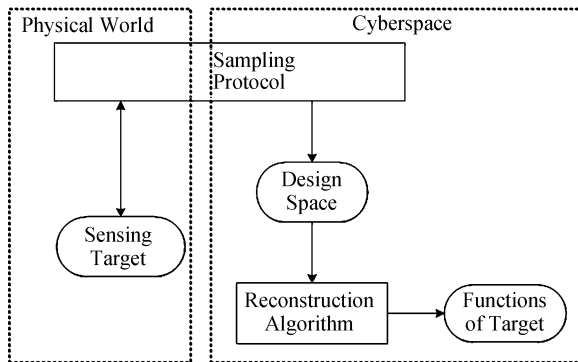 Physical World
Cyberspace
Sampling
Protocol
Design
Space
Sensing
Target
Reconstruction
Algorithm
Functions
of Target